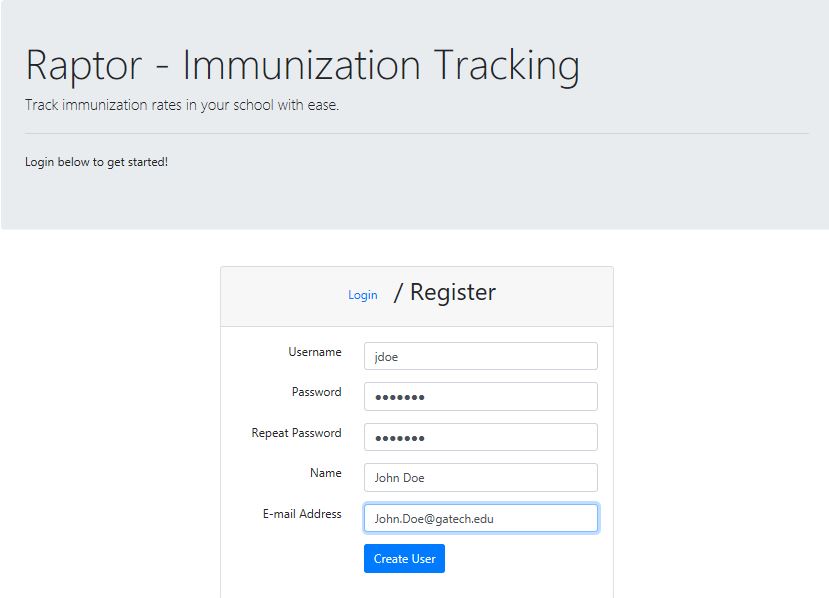 Raptor - Immunization Tracking
Track immunization rates in your school with ease.
Login below to get started!
Login / Register
Username jdoe
Password •••••••
Repeat Password •••••••
Name John Doe
E-mail Address John.Doe@gatech.edu
Create User